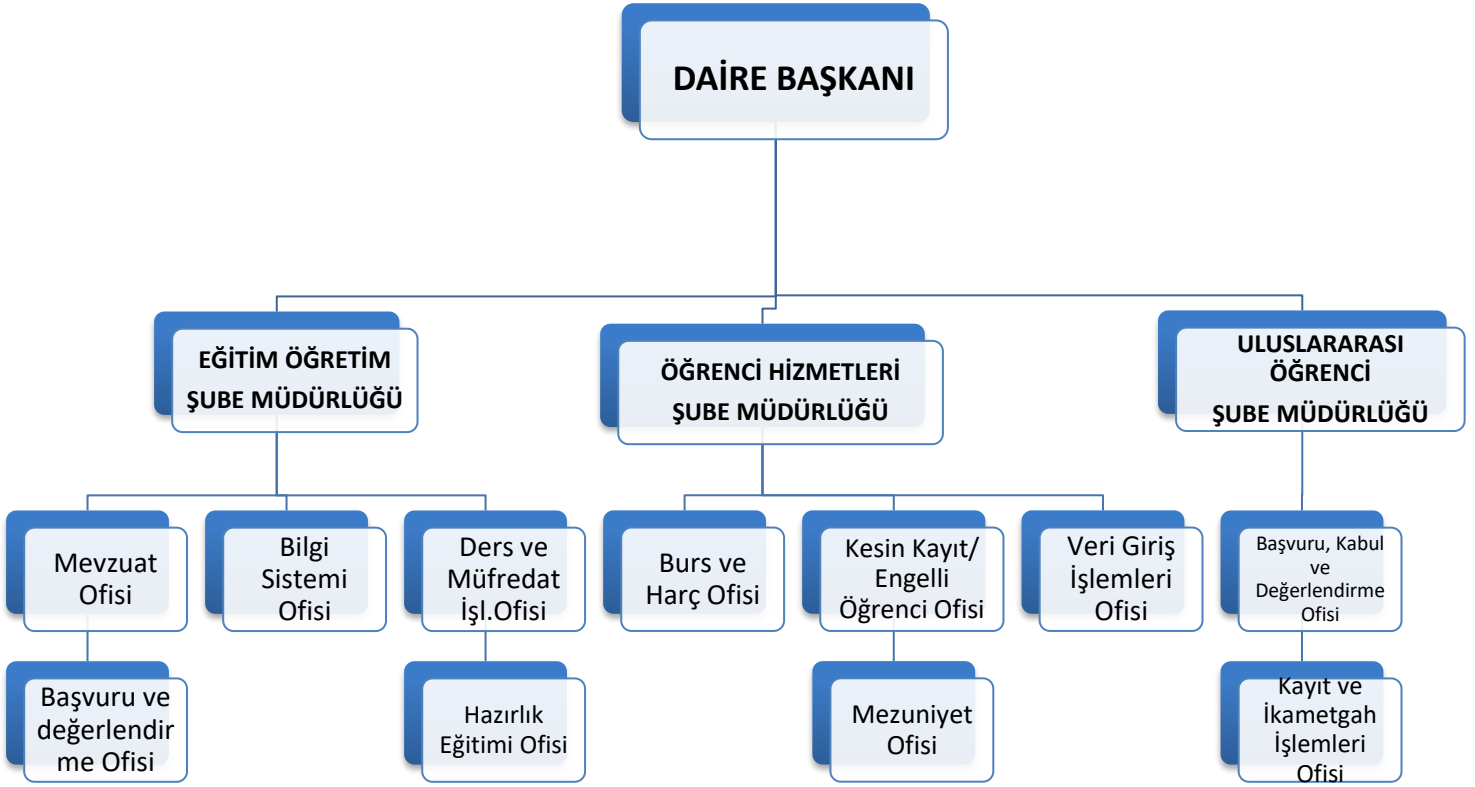 DAİRE BAŞKANI
EĞİTİM ÖĞRETİM
ŞUBE MÜDÜRLÜĞÜ
ÖĞRENCİ HİZMETLERİ
ŞUBE MÜDÜRLÜĞÜ
ULUSLARARASI
ÖĞRENCİ
ŞUBE MÜDÜRLÜĞÜ
Mevzuat
Ofisi
Bilgi
Sistemi
Ofisi
Ders ve
Müfredat
İşl.Ofisi
Burs ve
Harç Ofisi
Kesin Kayıt/
Engelli
Öğrenci Ofisi
Veri Giriş
İşlemleri
Ofisi
Başvuru, Kabul
ve
Değerlendirme
Ofisi
Başvuru ve
değerlendir
me Ofisi
Hazırlık
Eğitimi Ofisi
Mezuniyet
Ofisi
Kayıt ve
İkametgah
İşlemleri
Ofisi